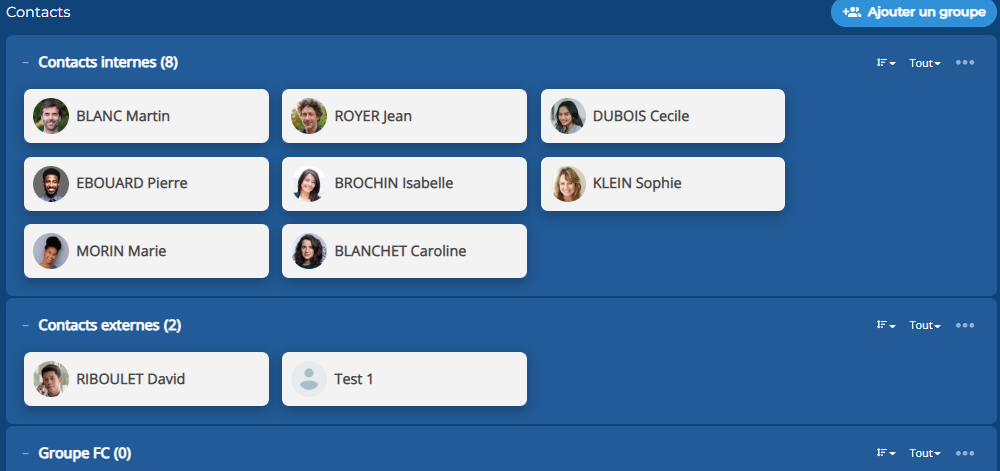 Contacts
Ajouter un groupe
Contacts internes (8)
Tout
BLANC Martin
ROYER Jean
DUBOIS Cecile
EBOUARD Pierre
BROCHIN Isabelle
KLEIN Sophie
MORIN Marie
BLANCHET Caroline
Contacts externes (2)
Tout
RIBOULET David
Test 1
Groupe FC (0)
Tout